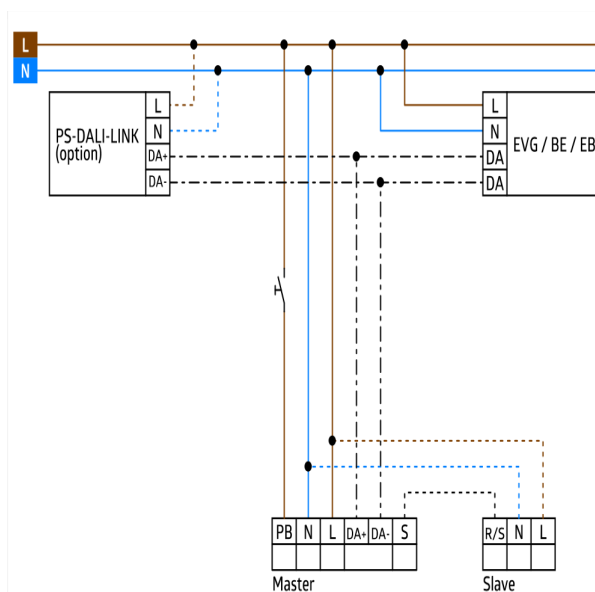 L
N
PS-DALI-LINK
(option)
L
N
DA+
DA-
L
N
DA
DA
EVG / BE / EB
PB N L DA+ DA- S
R/S N L
Master
Slave